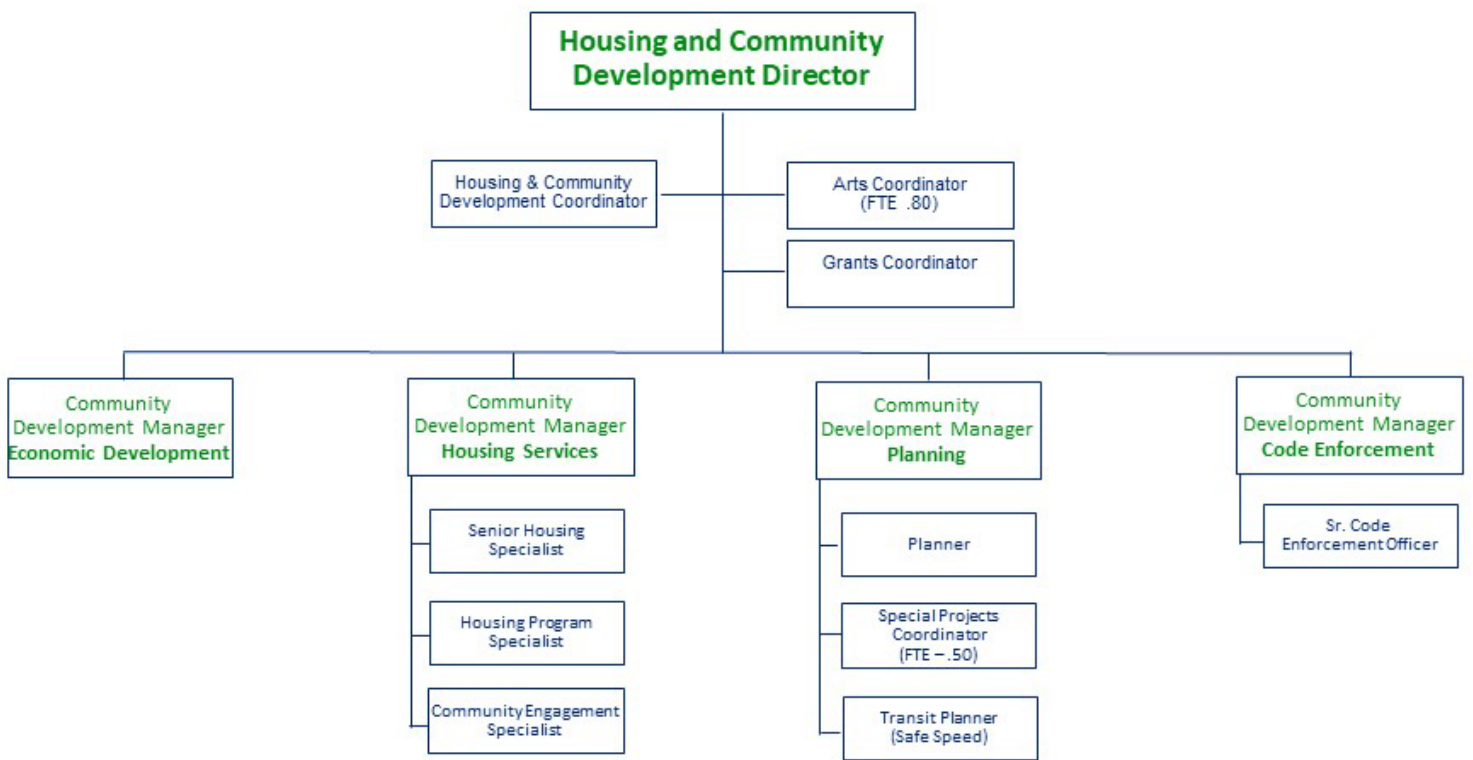 Housing and Community
Development Director
Housing & Community
Development Coordinator
Arts Coordinator
(FTE .80)
Grants Coordinator
Community
Development Manager
Economic Development
Community
Development Manager
Housing Services
Community
Development Manager
Planning
Community
Development Manager
Code Enforcement
Senior Housing
Specialist
Housing Program
Specialist
Community Engagement
Specialist
Planner
Special Projects
Coordinator
(FTE – .50)
Transit Planner
(Safe Speed)
Sr. Code
Enforcement Officer